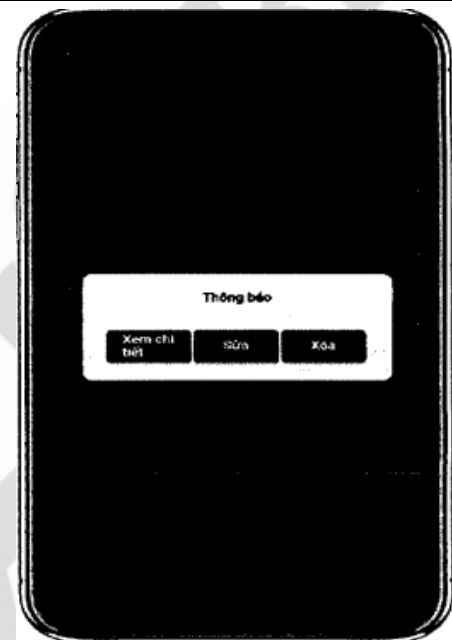 Thông báo
Xem chi
tiết
Sửa
Xóa